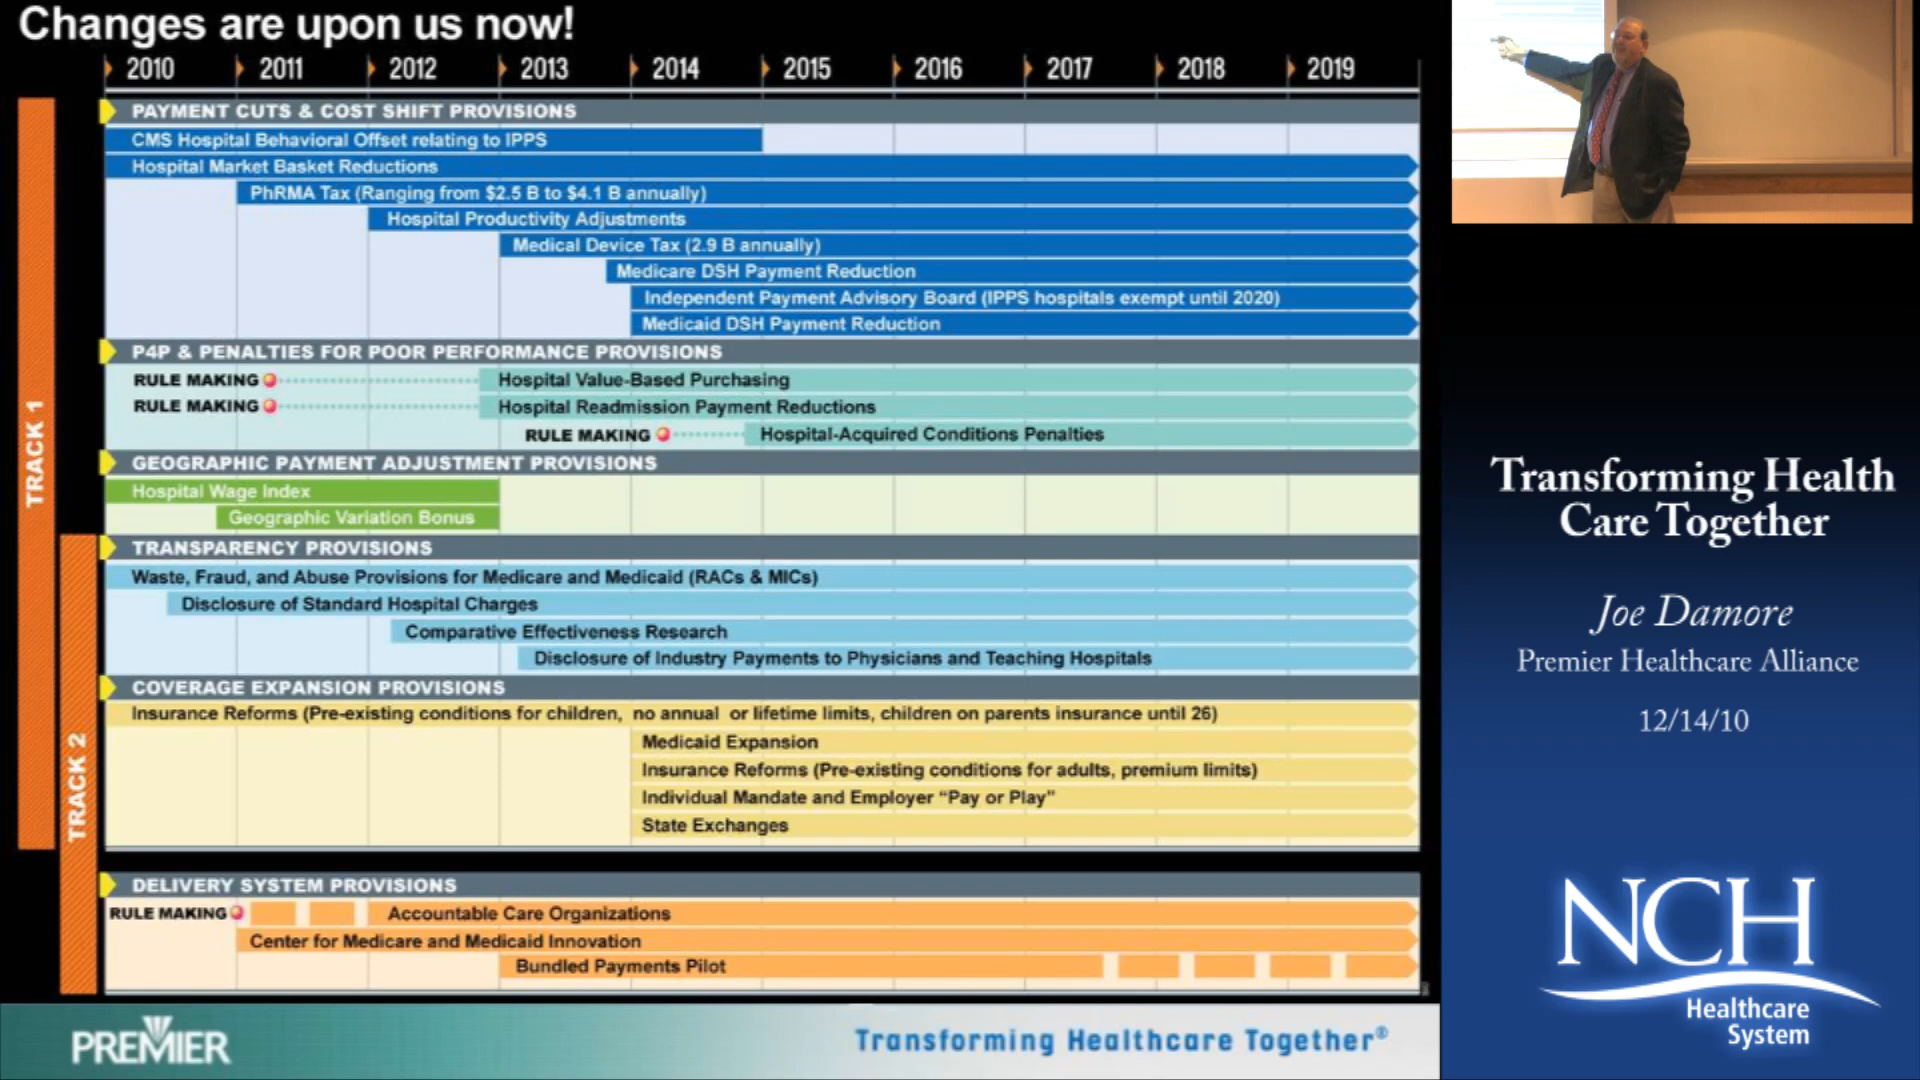 Changes are upon us now!
2010 2011 2012 2013 2014 2015 2016 2017 2018 2019
TRACK 1
TRACK 2
PAYMENT CUTS & COST SHIFT PROVISIONS
CMS Hospital Behavioral Offset relating to IPPS
Hospital Market Basket Reductions
PhRMA Tax (Ranging from $2.5 B to $4.1 B annually)
Hospital Productivity Adjustments
Medical Device Tax (2.9 B annually)
Medicare DSH Payment Reduction
Independent Payment Advisory Board (IPPS hospitals exempt until 2020)
Medicaid DSH Payment Reduction
P4P & PENALTIES FOR POOR PERFORMANCE PROVISIONS
RULE MAKING Hospital Value-Based Purchasing
RULE MAKING Hospital Readmission Payment Reductions
RULE MAKING Hospital-Acquired Conditions Penalties
GEOGRAPHIC PAYMENT ADJUSTMENT PROVISIONS
Hospital Wage Index
Geographic Variation Bonus
TRANSPARENCY PROVISIONS
Waste, Fraud, and Abuse Provisions for Medicare and Medicaid (RACs & MICs)
Disclosure of Standard Hospital Charges
Comparative Effectiveness Research
Disclosure of Industry Payments to Physicians and Teaching Hospitals
COVERAGE EXPANSION PROVISIONS
Insurance Reforms (Pre-existing conditions for children, no annual or lifetime limits, children on parents insurance until 26)
Medicaid Expansion
Insurance Reforms (Pre-existing conditions for adults, premium limits)
Individual Mandate and Employer “Pay or Play”
State Exchanges
DELIVERY SYSTEM PROVISIONS
RULE MAKING Accountable Care Organizations
Center for Medicare and Medicaid Innovation
Bundled Payments Pilot
PREMIER
Transforming Healthcare Together®
Transforming Health
Care Together
Joe Damore
Premier Healthcare Alliance
12/14/10
NCH
Healthcare
System